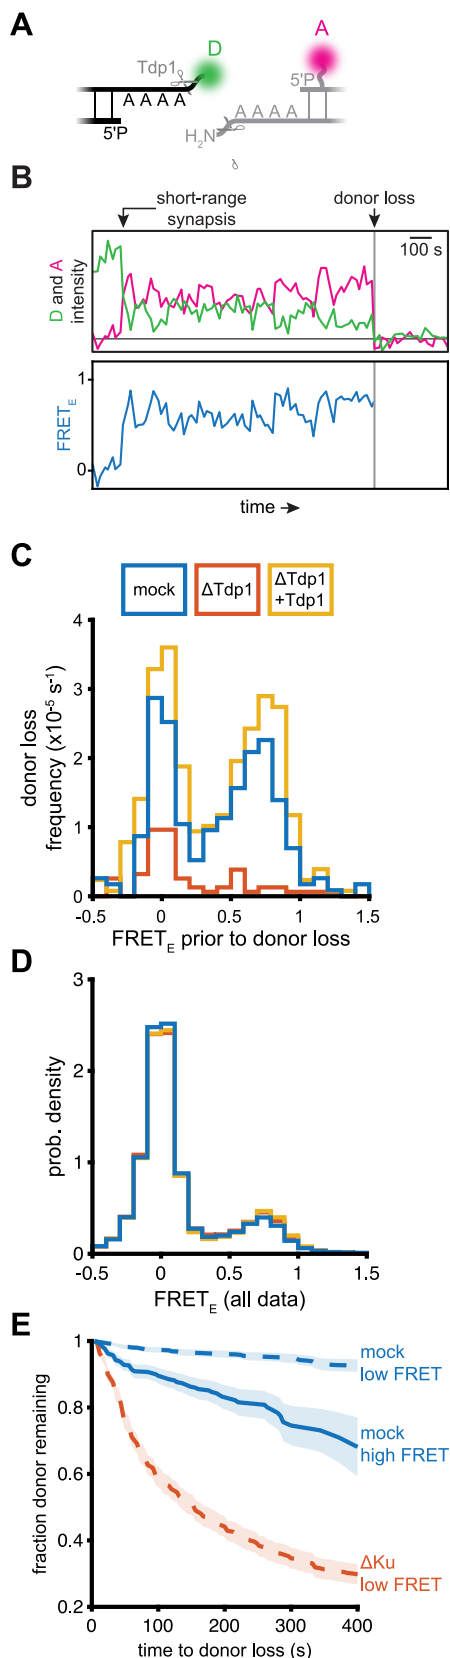 A
D
A
Tdp1
5'P
A A A A
A A A A
5'P
H2N
B
short-range
synapsis
donor loss
100 s
D and A
intensity
1
FRETE
0
time
C
mock
ΔTdp1
ΔTdp1
+Tdp1
4
3
2
1
0
donor loss
frequency (x10-5 s-1)
-0.5 0 0.5 1 1.5
FRETE prior to donor loss
D
3
2
1
0
prob. density
-0.5 0 0.5 1 1.5
FRETE (all data)
E
1
0.8
0.6
0.4
0.2
fraction donor remaining
mock
low FRET
mock
high FRET
ΔKu
low FRET
0 100 200 300 400
time to donor loss (s)